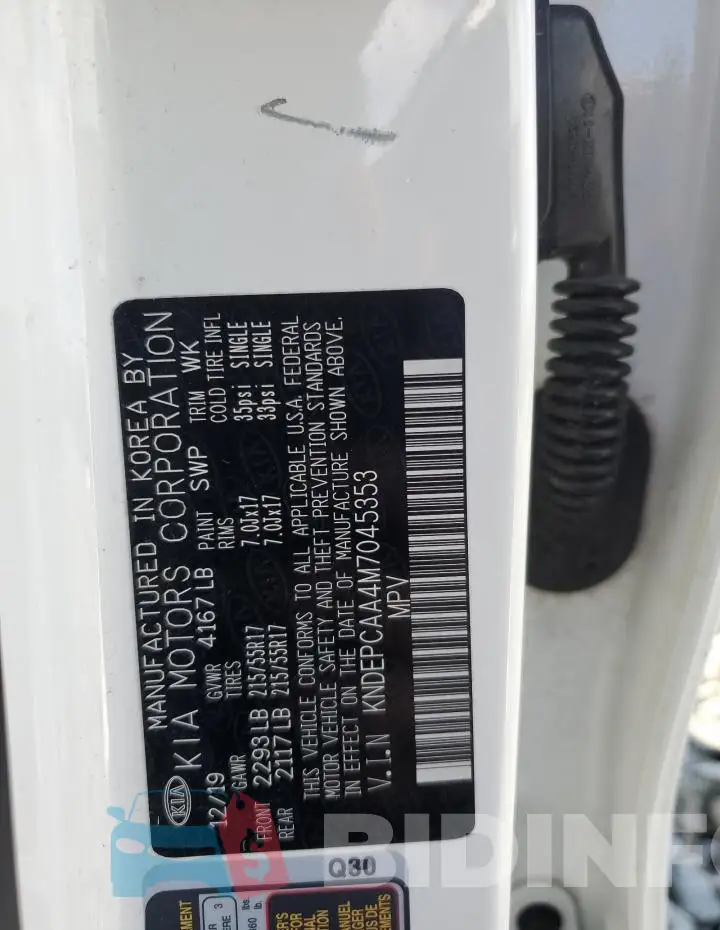 MANUFACTURED IN KOREA BY
KIA KIA MOTORS CORPORATION
12/19 GVWR 4167LB PAINT SWP TRIM WK
GAWR TIRES RIMS COLD TIRE INFL
FRONT 2293LB 215/55R17 7.0Jx17 35psi SINGLE
REAR 2117LB 215/55R17 7.0Jx17 33psi SINGLE
THIS VEHICLE CONFORMS TO ALL APPLICABLE U.S.A. FEDERAL
MOTOR VEHICLE SAFETY AND THEFT PREVENTION STANDARDS
IN EFFECT ON THE DATE OF MANUFACTURE SHOWN ABOVE.
V.I.N KNDEPCAA4M7045353
MPV
Q30
BIDINF